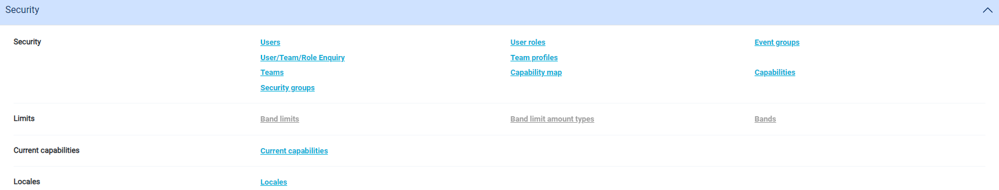 Security
Security Users User roles Event groups
User/Team/Role Enquiry Team profiles
Teams Capability map Capabilities
Security groups
Limits Band limits Band limit amount types Bands
Current capabilities Current capabilities
Locales Locales